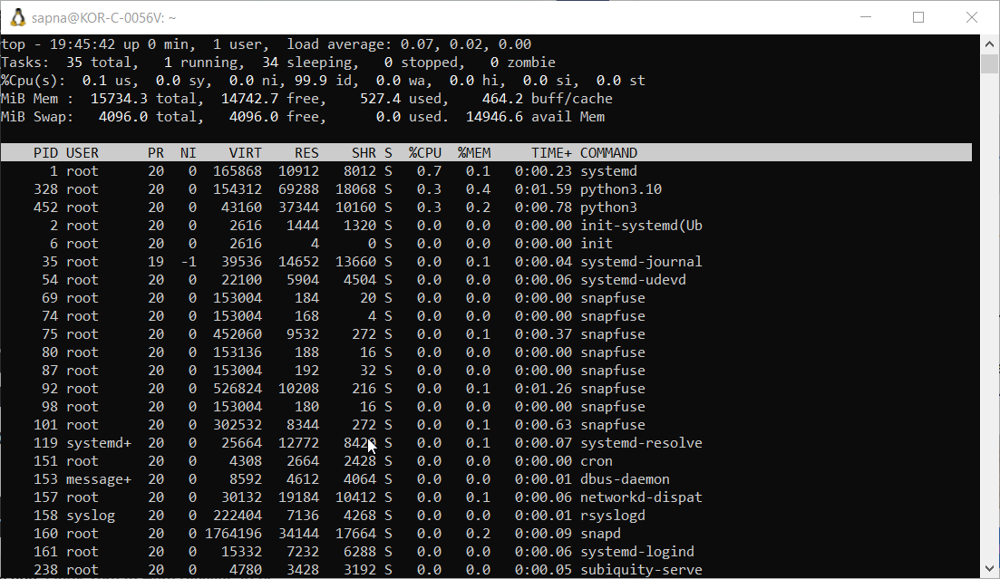 sapna@KOR-C-0056V: ~
top - 19:45:42 up 0 min,  1 user,  load average: 0.07, 0.02, 0.00
Tasks:  35 total,   1 running,  34 sleeping,   0 stopped,   0 zombie
%Cpu(s):  0.1 us,  0.0 sy,  0.0 ni, 99.9 id,  0.0 wa,  0.0 hi,  0.0 si,  0.0 st
MiB Mem :  15734.3 total,  14742.7 free,    527.4 used,    464.2 buff/cache
MiB Swap:   4096.0 total,   4096.0 free,      0.0 used.  14946.6 avail Mem
PID USER      PR  NI    VIRT    RES    SHR S  %CPU  %MEM     TIME+ COMMAND
1 root      20   0  165868  10912   8012 S   0.7   0.1   0:00.23 systemd
328 root      20   0  154312  69288  18068 S   0.3   0.4   0:01.59 python3.10
452 root      20   0   43160  37344  10160 S   0.3   0.2   0:00.78 python3
2 root      20   0    2616   1444   1320 S   0.0   0.0   0:00.00 init-systemd(Ub
6 root      20   0    2616      4      0 S   0.0   0.0   0:00.00 init
35 root      19  -1   39536  14652  13660 S   0.0   0.1   0:00.04 systemd-journal
54 root      20   0   22100   5904   4504 S   0.0   0.0   0:00.06 systemd-udevd
69 root      20   0  153004    184     20 S   0.0   0.0   0:00.00 snapfuse
74 root      20   0  153004    168      4 S   0.0   0.0   0:00.00 snapfuse
75 root      20   0  452060   9532    272 S   0.0   0.1   0:00.37 snapfuse
80 root      20   0  153136    188     16 S   0.0   0.0   0:00.00 snapfuse
87 root      20   0  153004    192     32 S   0.0   0.0   0:00.00 snapfuse
92 root      20   0  526824  10208    216 S   0.0   0.1   0:01.26 snapfuse
98 root      20   0  153004    180     16 S   0.0   0.0   0:00.00 snapfuse
101 root      20   0  302532   8344    272 S   0.0   0.1   0:00.63 snapfuse
119 systemd+  20   0   25664  12772 S   0.0   0.1   0:00.07 systemd-resolve
151 root      20   0    4308   2664   2428 S   0.0   0.0   0:00.00 cron
153 message+  20   0    8592   4612   4064 S   0.0   0.0   0:00.01 dbus-daemon
157 root      20   0   30132  19184  10412 S   0.0   0.1   0:00.06 networkd-dispat
158 syslog    20   0  222404   7136   4268 S   0.0   0.0   0:00.01 rsyslogd
160 root      20   0 1764196  34144  17664 S   0.0   0.2   0:00.09 snapd
161 root      20   0   15332   7232   6288 S   0.0   0.0   0:00.06 systemd-logind
238 root      20   0    4780   3428   3192 S   0.0   0.0   0:00.05 subiquity-serve